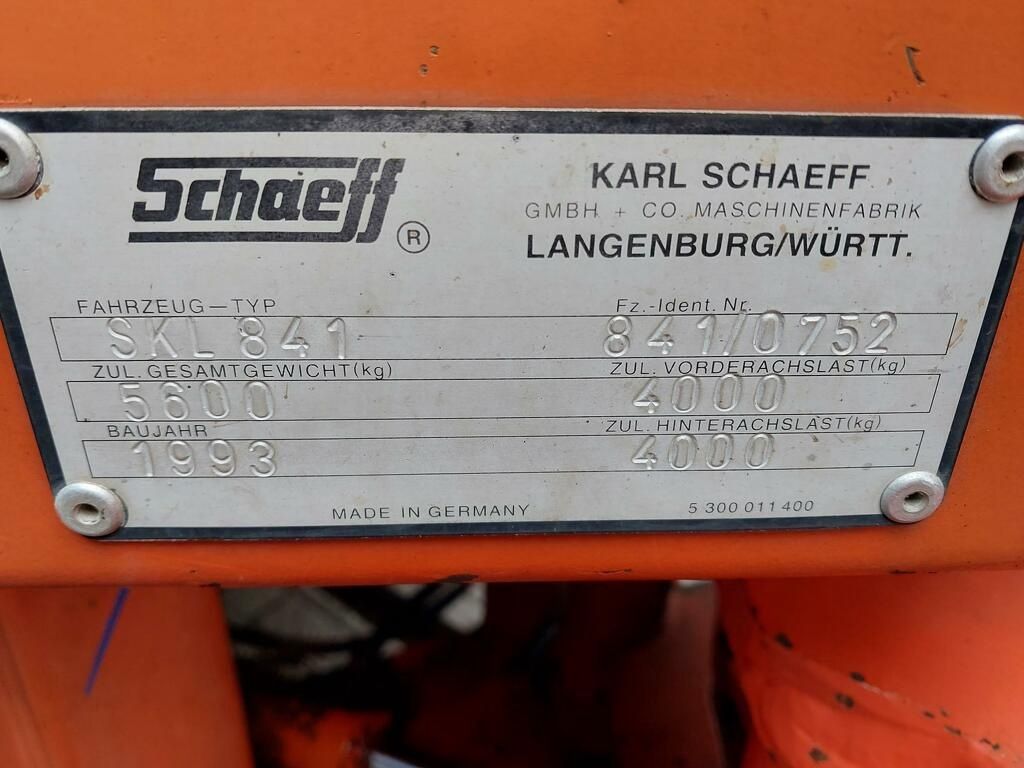 Schaeff ®
KARL SCHAEFF
GMBH + CO. MASCHINENFABRIK
LANGENBURG/WÜRTT.
FAHRZEUG—TYP Fz.-Ident. Nr.
SKL 841 841/0752
ZUL. GESAMTGEWICHT(kg) ZUL. VORDERACHSLAST(kg)
5600 4000
BAUJAHR ZUL. HINTERACHSLAST(kg)
1993 4000
MADE IN GERMANY 5 300 011 400